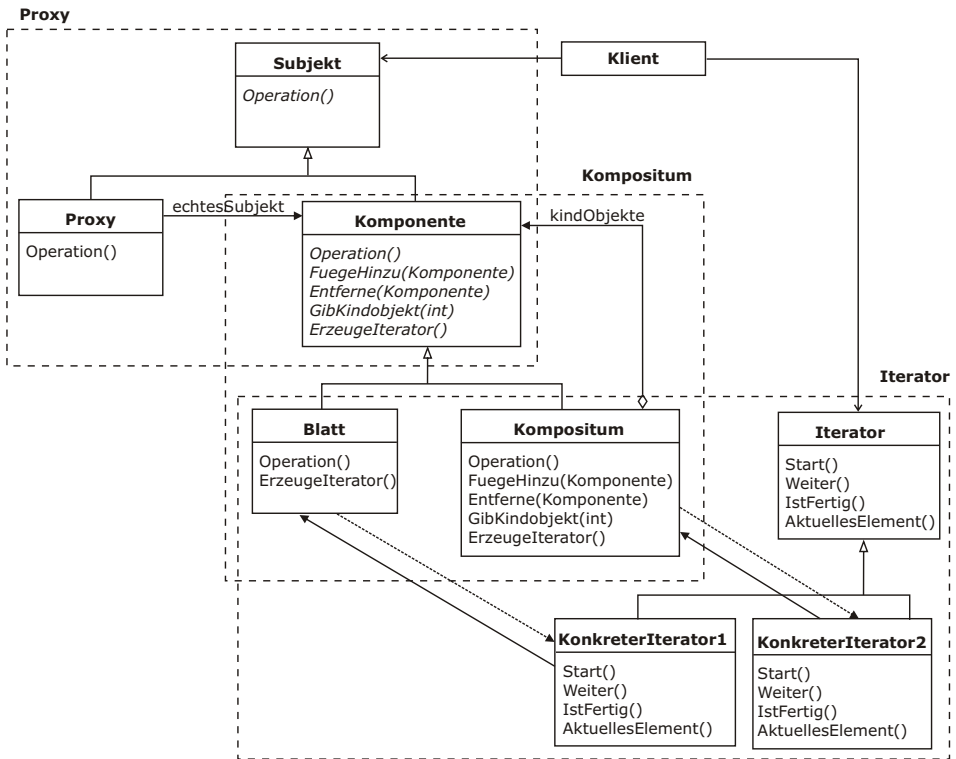 Proxy
Subjekt
Operation()
Klient
Kompositum
Proxy
Operation()
echtesSubjekt
Komponente
Operation()
FuegeHinzu(Komponente)
Entferne(Komponente)
GibKindobjekt(int)
ErzeugeIterator()
kindObjekte
Iterator
Blatt
Operation()
ErzeugeIterator()
Kompositum
Operation()
FuegeHinzu(Komponente)
Entferne(Komponente)
GibKindobjekt(int)
ErzeugeIterator()
Iterator
Start()
Weiter()
IstFertig()
AktuellesElement()
KonkreterIterator1
Start()
Weiter()
IstFertig()
AktuellesElement()
KonkreterIterator2
Start()
Weiter()
IstFertig()
AktuellesElement()